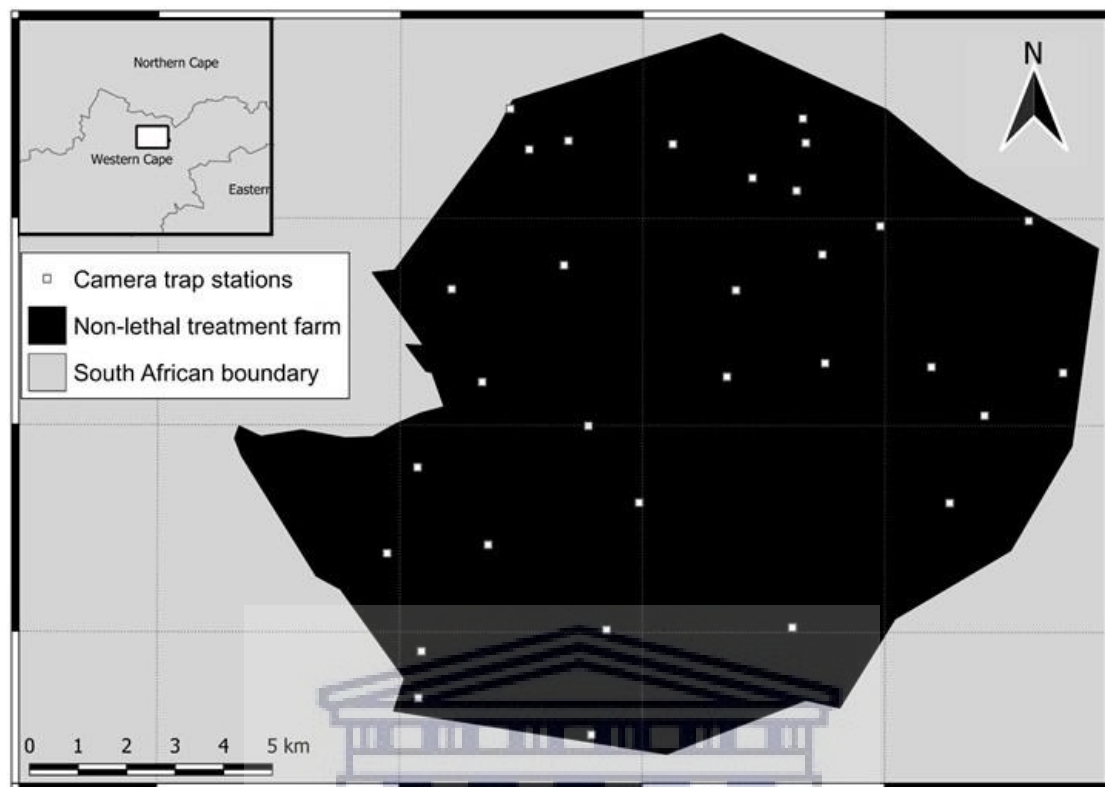 Northern Cape
Western Cape
Eastern
N
Camera trap stations
Non-lethal treatment farm
South African boundary
0 1 2 3 4 5 km